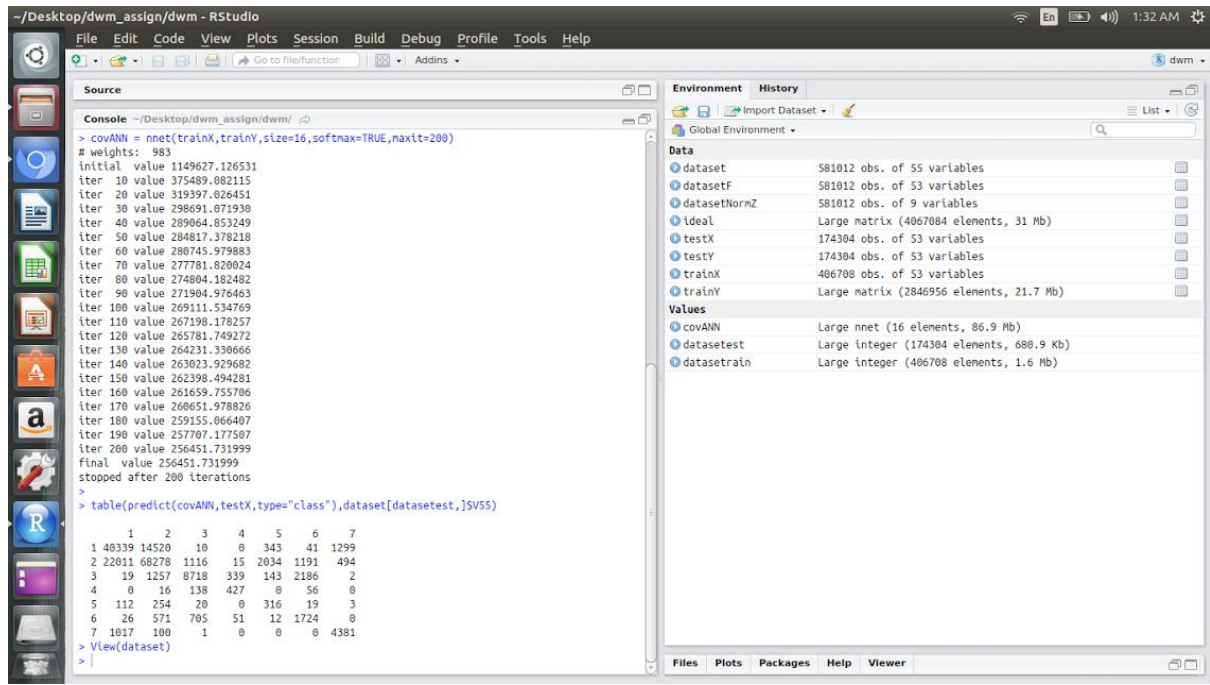 ~/Desktop/dwm_assign/dwm - RStudio
En
1:32 AM
File Edit Code View Plots Session Build Debug Profile Tools Help
Go to file/function
Addins
dwm
Source
Console ~/Desktop/dwm_assign/dwm/
> covANN = nnet(trainX,trainY,size=16,softmax=TRUE,maxit=200)
# weights: 983
initial value 1149627.126531
iter 10 value 375489.082115
iter 20 value 319397.026451
iter 30 value 298691.071930
iter 40 value 289064.853249
iter 50 value 284817.378218
iter 60 value 280745.979883
iter 70 value 277781.820024
iter 80 value 274804.182482
iter 90 value 271904.976463
iter 100 value 269111.534769
iter 110 value 267198.178257
iter 120 value 265781.749272
iter 130 value 264231.330666
iter 140 value 263023.929682
iter 150 value 262398.494281
iter 160 value 261659.755706
iter 170 value 260651.978826
iter 180 value 259155.066407
iter 190 value 257707.177507
iter 200 value 256451.731999
final value 256451.731999
stopped after 200 iterations
>
> table(predict(covANN,testX,type="class"),dataset[datasetest,]$V55)
1 2 3 4 5 6 7
1 40339 14520 10 0 343 41 1299
2 22011 68278 1116 15 2034 1191 494
3 19 1257 8718 339 143 2186 2
4 0 16 138 427 0 56 0
5 112 254 20 0 316 19 3
6 26 571 705 51 12 1724 0
7 1017 100 1 0 0 0 4381
> View(dataset)
>
Environment History
Import Dataset
List
Global Environment
Data
dataset 581012 obs. of 55 variables
datasetF 581012 obs. of 53 variables
datasetNormZ 581012 obs. of 9 variables
ideal Large matrix (4067084 elements, 31 Mb)
testX 174304 obs. of 53 variables
testY 174304 obs. of 53 variables
trainX 406708 obs. of 53 variables
trainY Large matrix (2846956 elements, 21.7 Mb)
Values
covANN Large nnet (16 elements, 86.9 Mb)
datasetest Large integer (174304 elements, 680.9 Kb)
datasetrain Large integer (406708 elements, 1.6 Mb)
Files Plots Packages Help Viewer